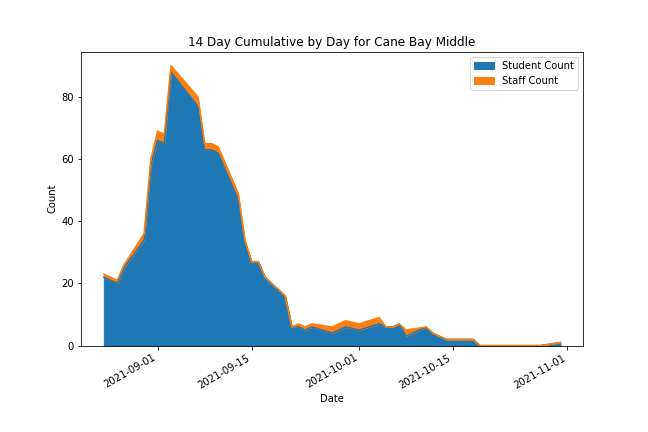 14 Day Cumulative by Day for Cane Bay Middle
Student Count
Staff Count
80
60
40
20
0
Count
2021-09-01
2021-09-15
2021-10-01
2021-10-15
2021-11-01
Date